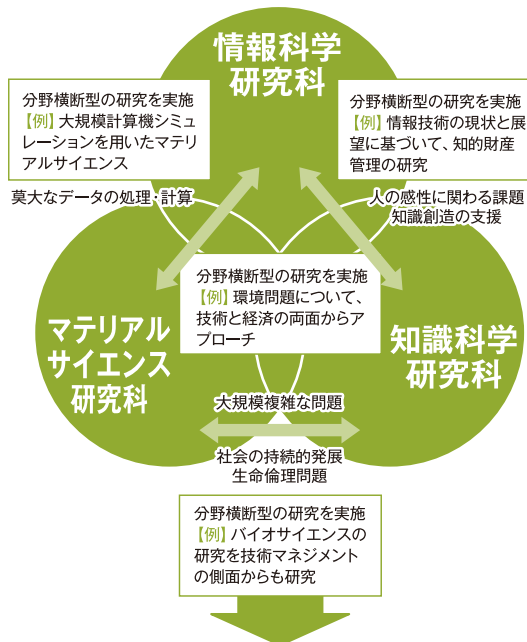 情報科学
研究科
分野横断型の研究を実施
【例】大規模計算機シミュ
レーションを用いたマテリ
アルサイエンス
分野横断型の研究を実施
【例】情報技術の現状と展
望に基づいて、知的財産
管理の研究
莫大なデータの処理・計算
人の感性に関わる課題
知識創造の支援
分野横断型の研究を実施
【例】環境問題について、
技術と経済の両面からア
プローチ
マテリアル
サイエンス
研究科
知識科学
研究科
大規模複雑な問題
社会の持続的発展
生命倫理問題
分野横断型の研究を実施
【例】バイオサイエンスの
研究を技術マネジメント
の側面からも研究